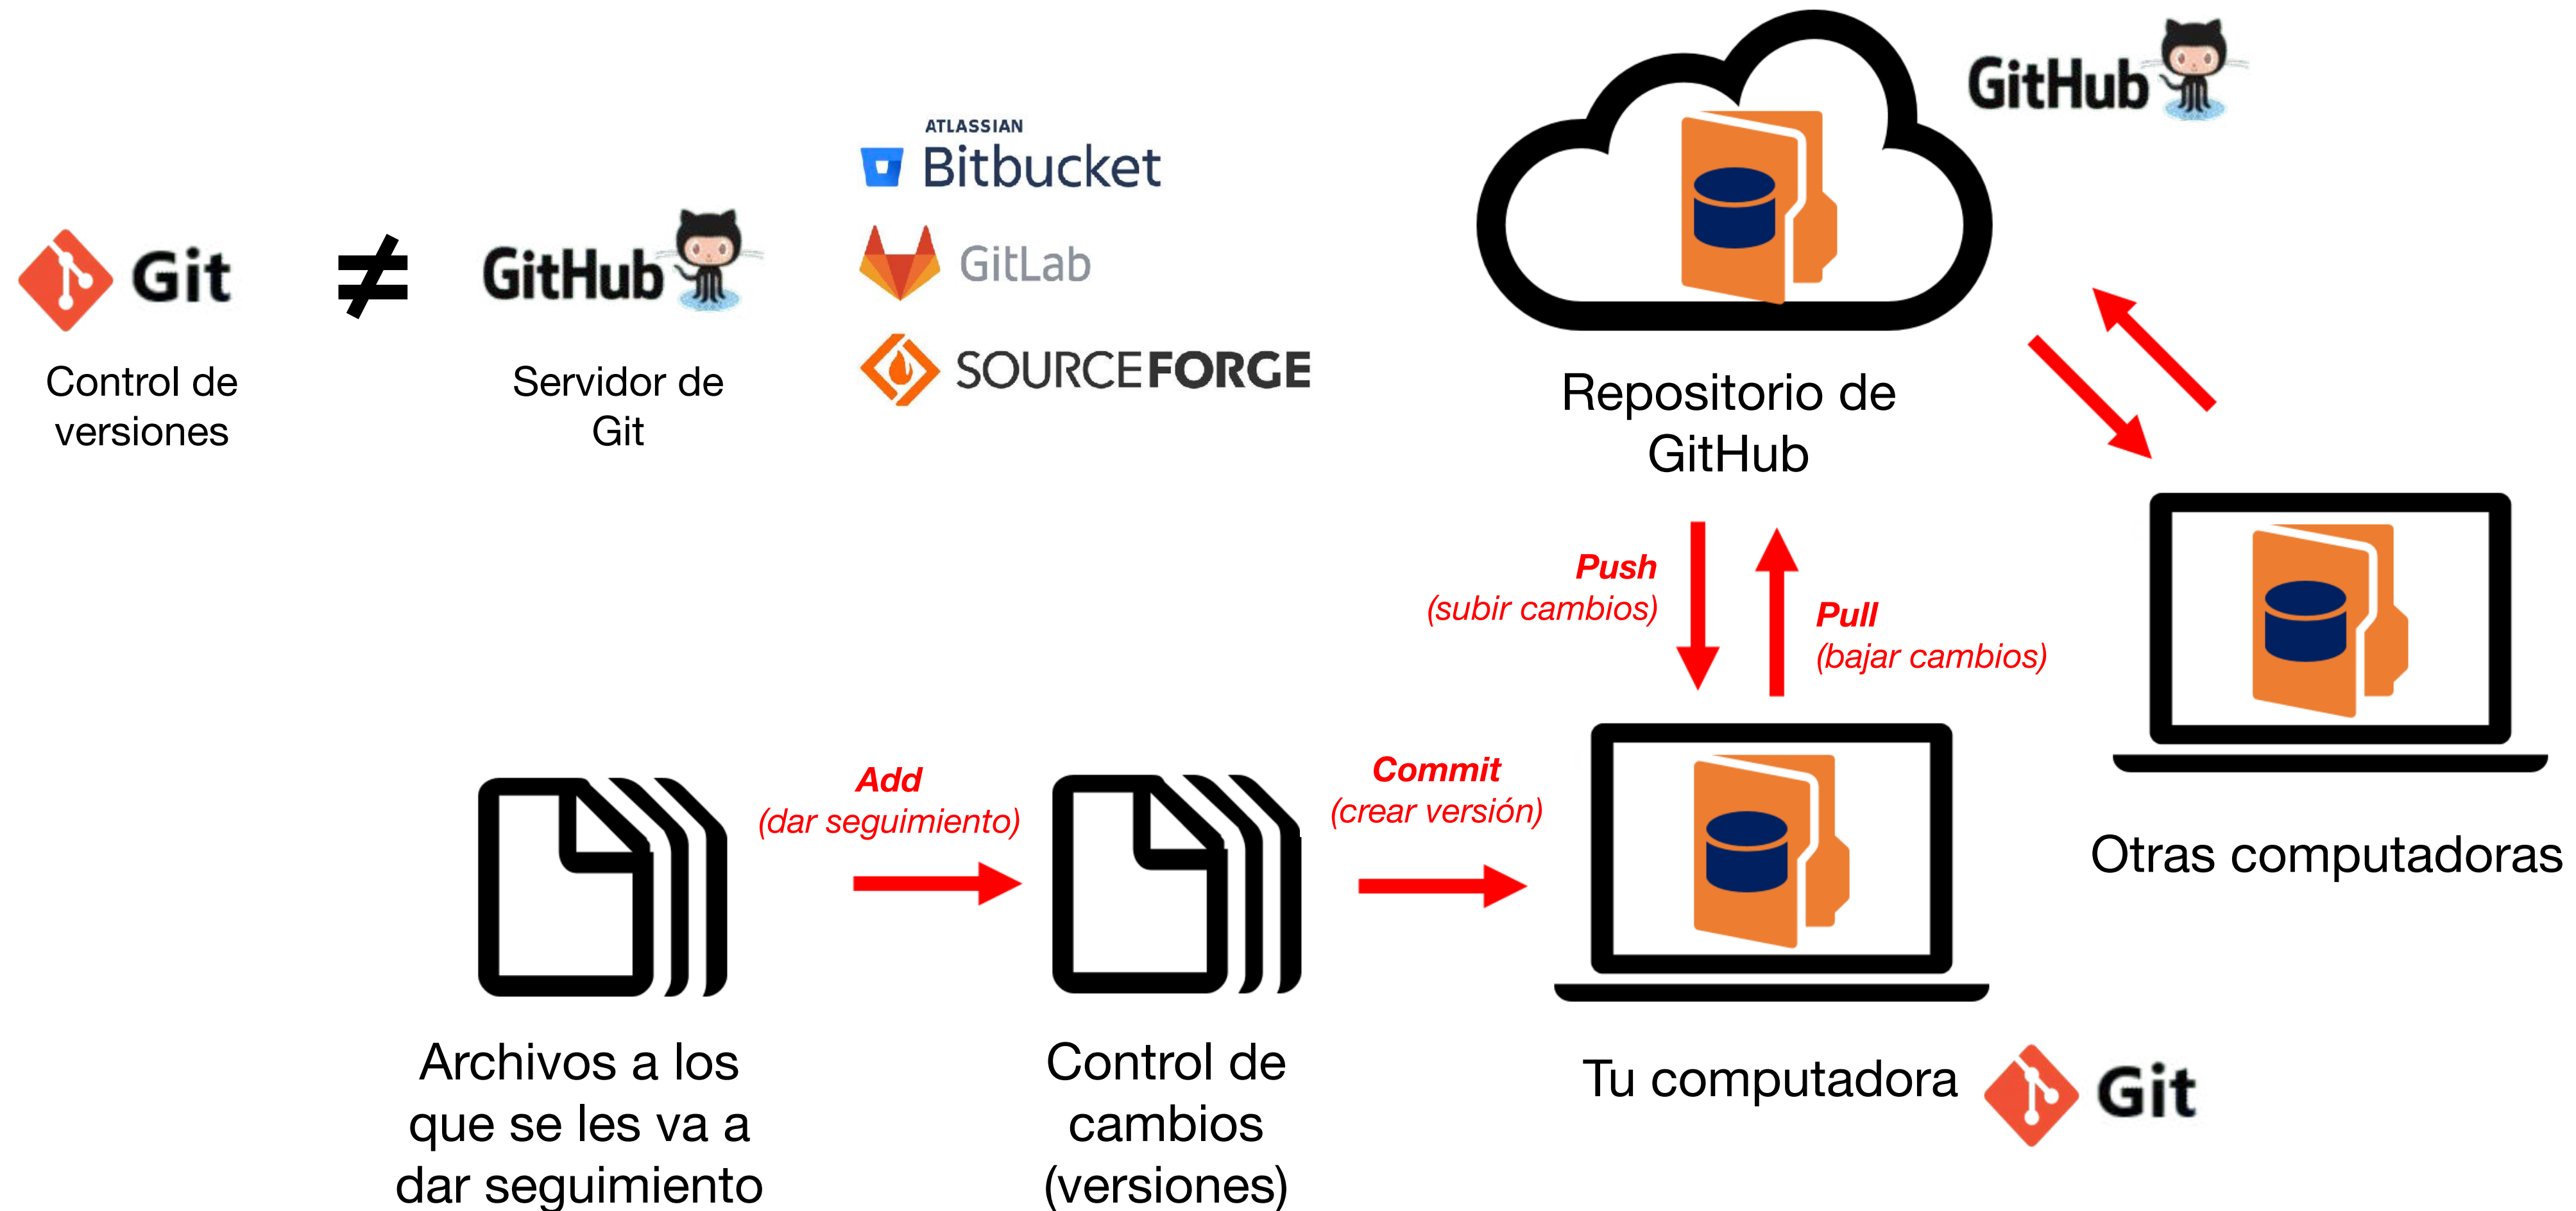 Git
Control de
versiones
≠
GitHub
Servidor de
Git
ATLASSIAN
Bitbucket
GitLab
SOURCEFORGE
GitHub
Repositorio de
GitHub
Push
(subir cambios)
Pull
(bajar cambios)
Otras computadoras
Add
(dar seguimiento)
Commit
(crear versión)
Archivos a los
que se les va a
dar seguimiento
Control de
cambios
(versiones)
Tu computadora
Git